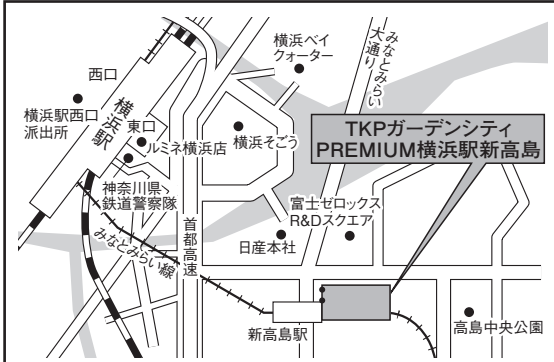 横浜ベイ
クォーター
みなとみらい
大通り
西口
横浜駅西口
派出所
横浜駅
東口
ルミネ横浜店
横浜そごう
TKPガーデンシティ
PREMIUM横浜駅新高島
神奈川県
鉄道警察隊
みなとみらい線
首都高速
富士ゼロックス
R&Dスクエア
日産本社
新高島駅
高島中央公園